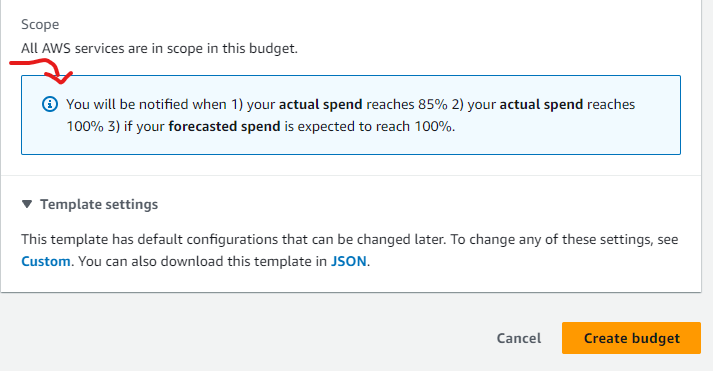 Scope
All AWS services are in scope in this budget.
You will be notified when 1) your actual spend reaches 85% 2) your actual spend reaches
100% 3) if your forecasted spend is expected to reach 100%.
Template settings
This template has default configurations that can be changed later. To change any of these settings, see
Custom. You can also download this template in JSON.
Cancel
Create budget